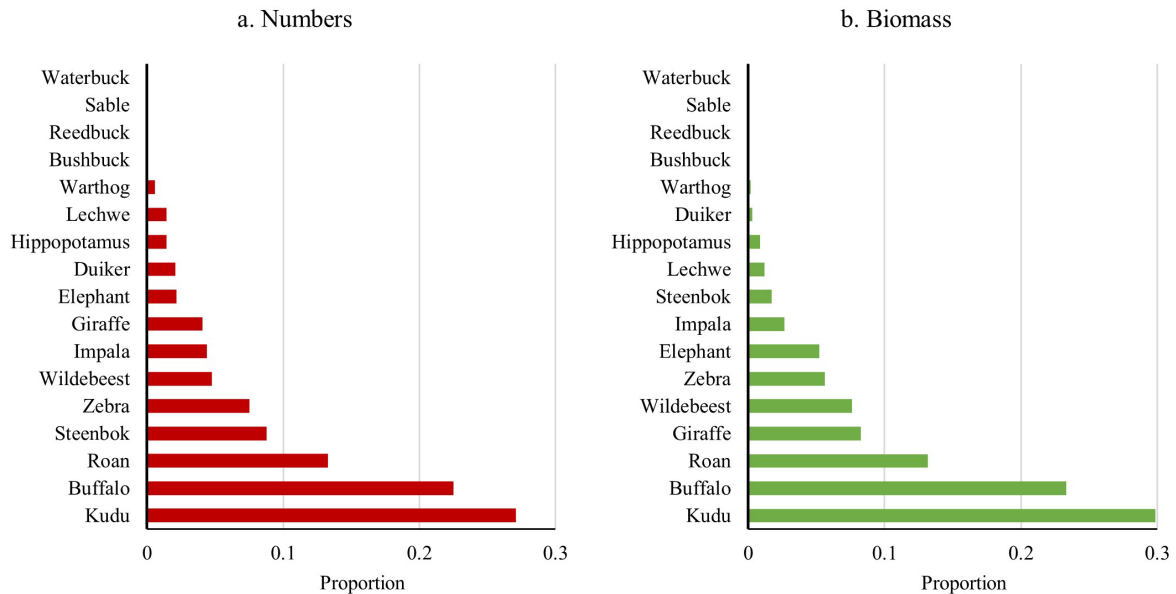 a. Numbers
Waterbuck
Sable
Reedbuck
Bushbuck
Warthog
Lechwe
Hippopotamus
Duiker
Elephant
Giraffe
Impala
Wildebeest
Zebra
Steenbok
Roan
Buffalo
Kudu
0 0.1 0.2 0.3
Proportion
b. Biomass
Waterbuck
Sable
Reedbuck
Bushbuck
Warthog
Duiker
Hippopotamus
Lechwe
Steenbok
Impala
Elephant
Zebra
Wildebeest
Giraffe
Roan
Buffalo
Kudu
0 0.1 0.2 0.3
Proportion